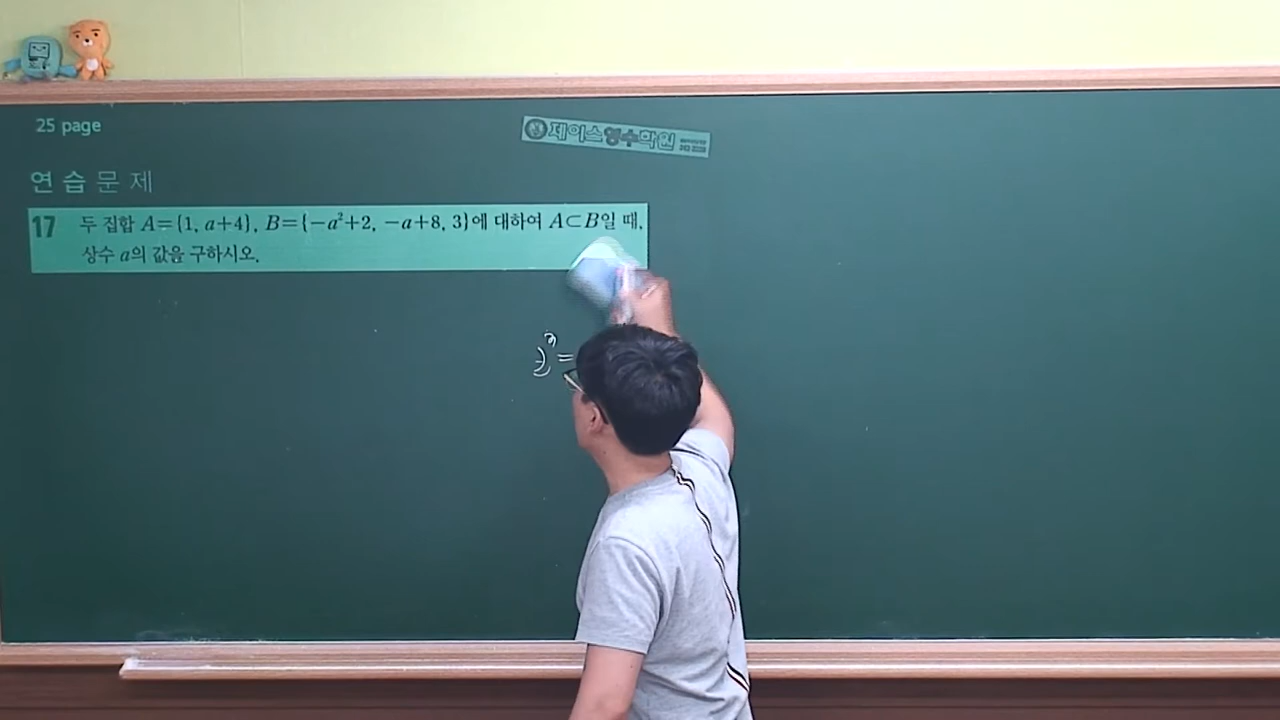 25 page
제이스영수학원
연습문제
17 두 집합 A={1, a+4}, B={-a²+2, -a+8, 3}에 대하여 A⊂B일 때,
상수 a의 값을 구하시오.